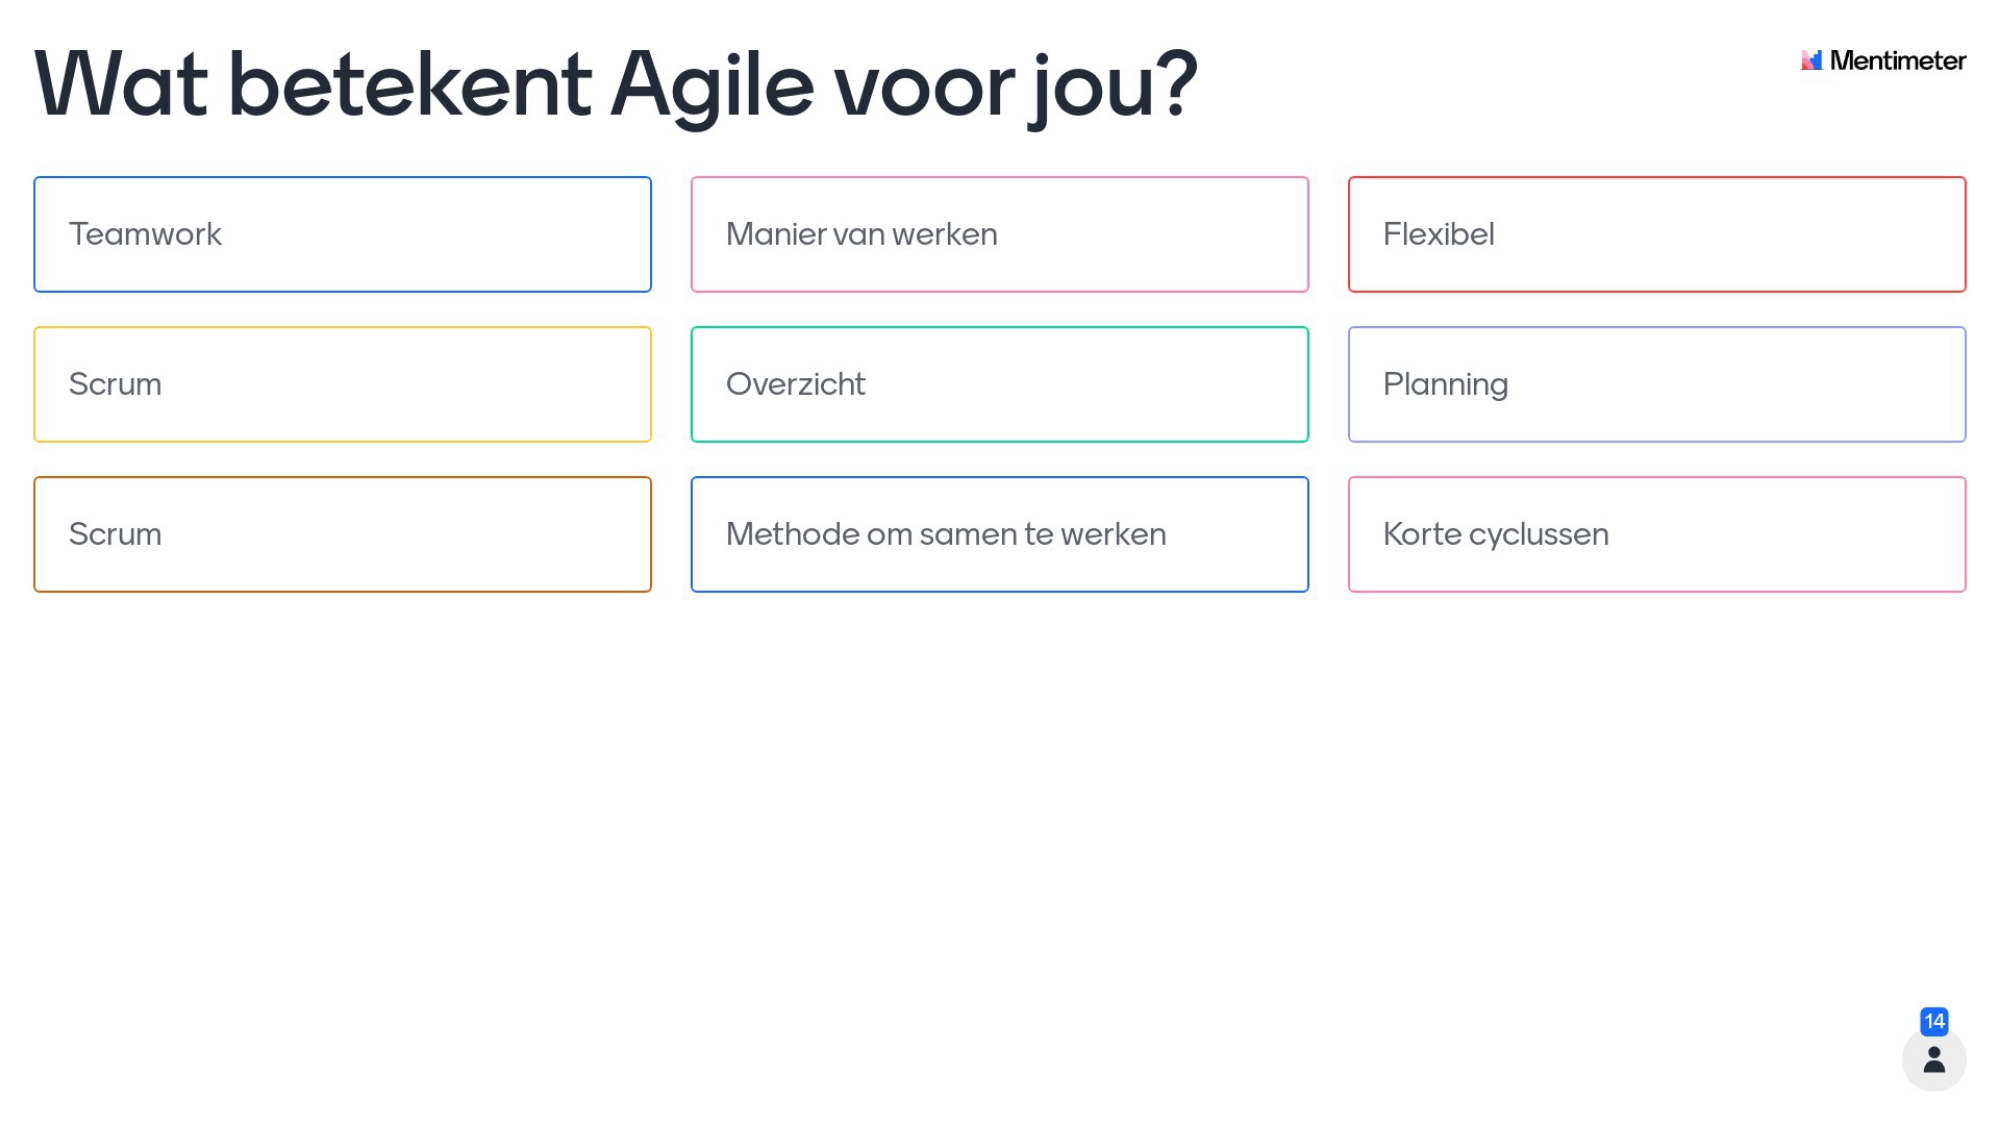 Wat betekent Agile voor jou?
Mentimeter
Teamwork
Manier van werken
Flexibel
Scrum
Overzicht
Planning
Scrum
Methode om samen te werken
Korte cyclussen
14